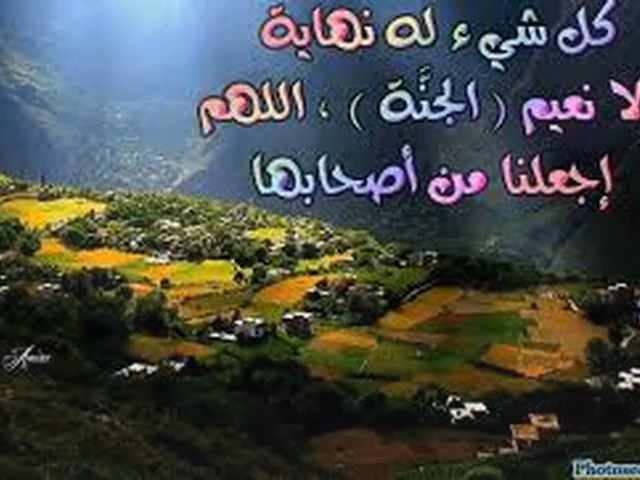 كل شيء له نهاية
لا نعيم ( الجنَّة ) ، اللهم
إجعلنا من أصحابها